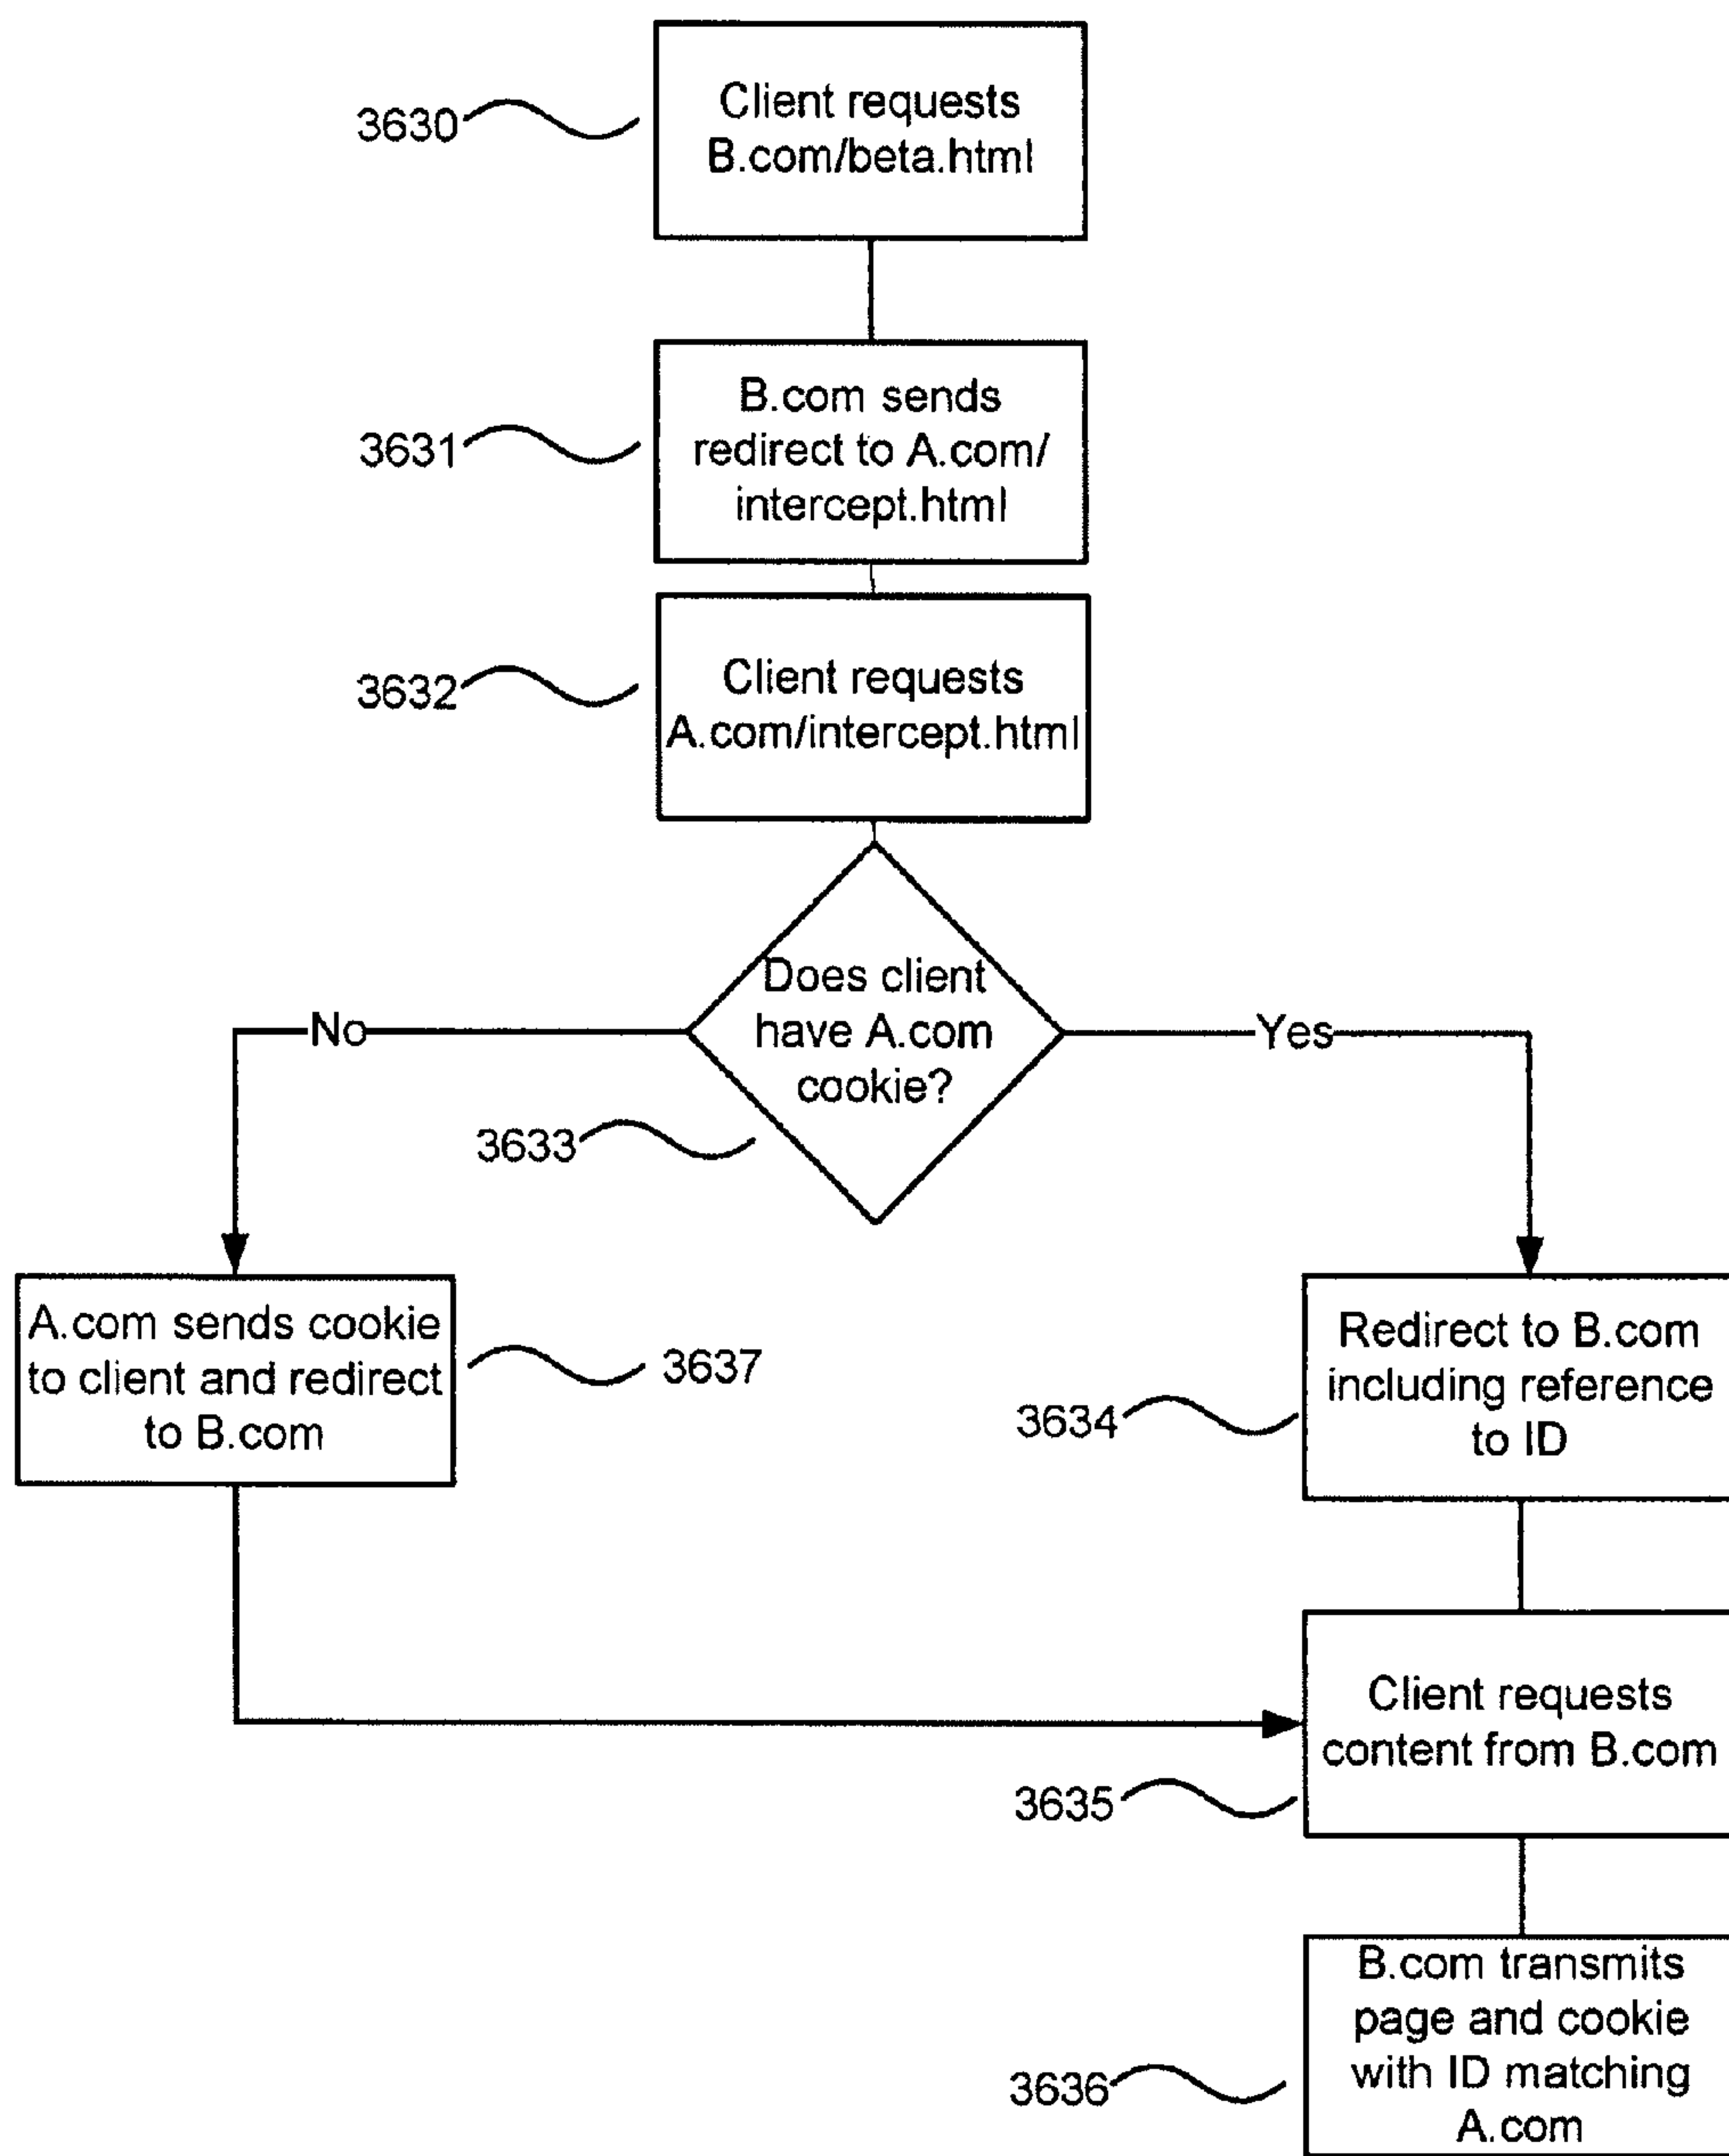 3630
Client requests
B.com/beta.html
3631
B.com sends
redirect to A.com/
intercept.html
3632
Client requests
A.com/intercept.html
Does client
have A.com
cookie?
No
Yes
3633
A.com sends cookie
to client and redirect
to B.com
3637
Redirect to B.com
including reference
to ID
3634
Client requests
content from B.com
3635
B.com transmits
page and cookie
with ID matching
A.com
3636